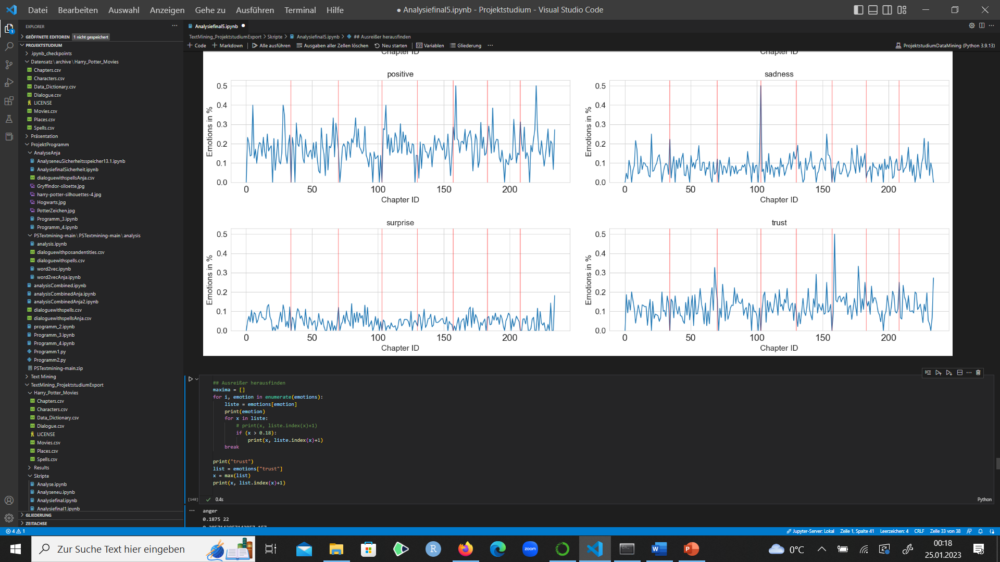 Datei Bearbeiten Auswahl Anzeigen Gehe zu Ausführen Terminal Hilfe
● Analysiefinal5.ipynb - Projektstudium - Visual Studio Code
EXPLORER
GEÖFFNETE EDITOREN 1 nicht gespeichert
PROJEKTSTUDIUM
.ipynb_checkpoints
Datensatz\archive\Harry_Potter_Movies
Chapters.csv
Characters.csv
Data_Dictionary.csv
Dialogue.csv
LICENSE
Movies.csv
Places.csv
Spells.csv
Präsentation
ProjektProgramm
AnalyseAnja
AnalyseneuSicherheitsspeicher13.1.ipynb
AnalysiefinalSicherheit.ipynb
dialoguewithspellsAnja.csv
Gryffindor-siloette.jpg
harry-potter-silhouettes-4.jpg
Hogwarts.jpg
PotterZeichen.jpg
Programm_3.ipynb
Programm_4.ipynb
PSTextmining-main\PSTextmining-main\analysis
analysis.ipynb
dialoguewithposandentities.csv
dialoguewithspells.csv
word2vec.ipynb
word2vecAnja.ipynb
analysisCombined.ipynb
analysisCombinedAnja.ipynb
analysisCombinedAnja2.ipynb
dialoguewithspells.csv
dialoguewithspellsAnja.csv
programm_2.ipynb
Programm_3.ipynb
Programm_4.ipynb
Programm1.py
Programm2.py
PSTextmining-main.zip
Text Mining
TextMining_ProjektstudiumExport
Harry_Potter_Movies
Chapters.csv
Characters.csv
Data_Dictionary.csv
Dialogue.csv
LICENSE
Movies.csv
Places.csv
Spells.csv
Results
Skripte
Analyse.ipynb
Analyseneu.ipynb
Analysiefinal.ipynb
Analysiefinal1.ipynb
GLIEDERUNG
ZEITACHSE
Analysiefinal5.ipynb
TextMining_ProjektstudiumExport > Skripte > Analysiefinal5.ipynb > ## Ausreißer herausfinden
Code Markdown Alle ausführen Ausgaben aller Zellen löschen Neu starten Variablen Gliederung
ProjektstudiumDataMining (Python 3.9.13)
Chapter ID
Chapter ID
positive
Emotions in %
0.5
0.4
0.3
0.2
0.1
0.0
0 50 100 150 200
Chapter ID
sadness
Emotions in %
0.5
0.4
0.3
0.2
0.1
0.0
0 50 100 150 200
Chapter ID
surprise
Emotions in %
0.5
0.4
0.3
0.2
0.1
0.0
0 50 100 150 200
Chapter ID
trust
Emotions in %
0.5
0.4
0.3
0.2
0.1
0.0
0 50 100 150 200
Chapter ID
## Ausreißer herausfinden
maxima = []
for i, emotion in enumerate(emotions):
liste = emotions[emotion]
print(emotion)
for x in liste:
# print(x, liste.index(x)+1)
if (x > 0.18):
print(x, liste.index(x)+1)
break
print("trust")
list = emotions["trust"]
x = max(list)
print(x, list.index(x)+1)
[148] 0.4s
Python
anger
0.1875 22
4 1
Jupyter-Server: Lokal Zeile 1, Spalte 41 Leerzeichen: 4 CRLF Zelle 33 von 38
Zur Suche Text hier eingeben
zoom
0°C
00:18
25.01.2023